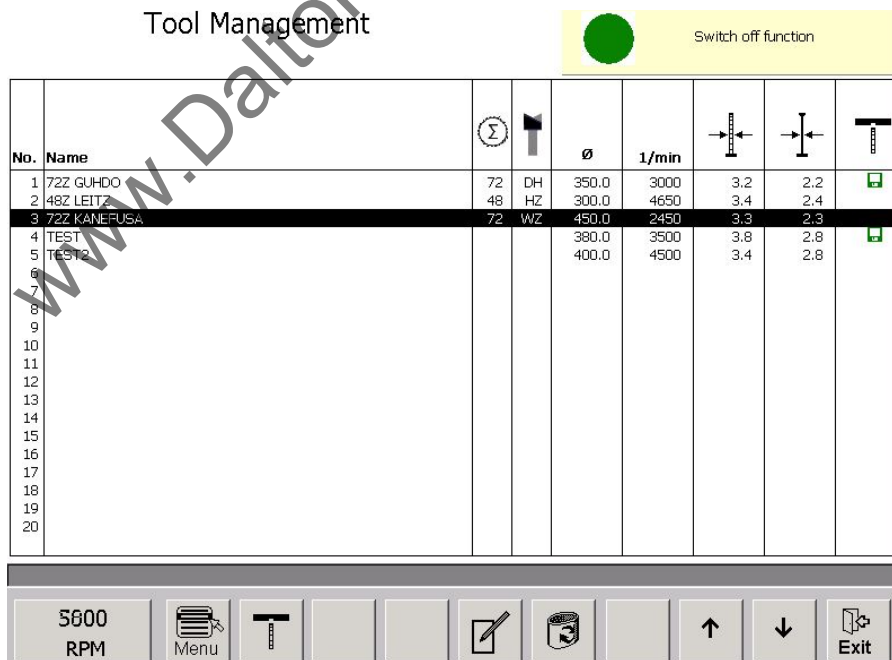 Tool Management
Switch off function
www.Dalton
No. Name Σ Ø 1/min
1 72Z GUHDO 72 DH 350.0 3000 3.2 2.2
2 48Z LEITZ 48 HZ 300.0 4650 3.4 2.4
3 72Z KANEFUSA 72 WZ 450.0 2450 3.3 2.3
4 TEST 380.0 3500 3.8 2.8
5 TEST2 400.0 4500 3.4 2.8
6
7
8
9
10
11
12
13
14
15
16
17
18
19
20
5800
RPM
Menu
Exit